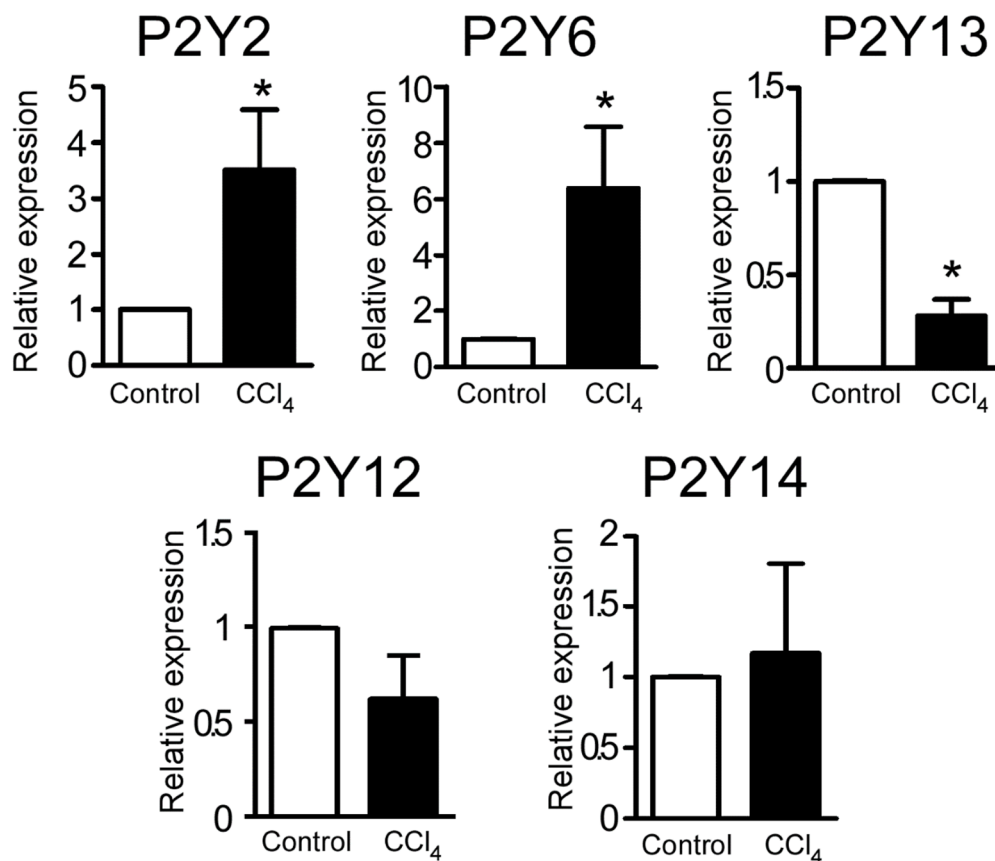 P2Y2
Relative expression
5
4
3
2
1
0
*
Control
CCl4
P2Y6
Relative expression
10
8
6
4
2
0
*
Control
CCl4
P2Y13
Relative expression
1.5
1
0.5
0
*
Control
CCl4
P2Y12
Relative expression
1.5
1
0.5
0
Control
CCl4
P2Y14
Relative expression
2
1.5
1
0.5
0
Control
CCl4